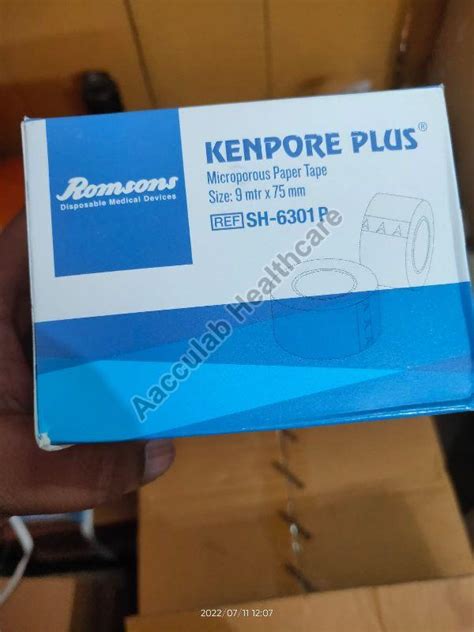 Romsons
Disposable Medical Devices
KENPORE PLUS®
Microporous Paper Tape
Size: 9 mtr x 75 mm
REF SH-6301 P
AAA
Aacculab Healthcare
2022/07/11 12:07